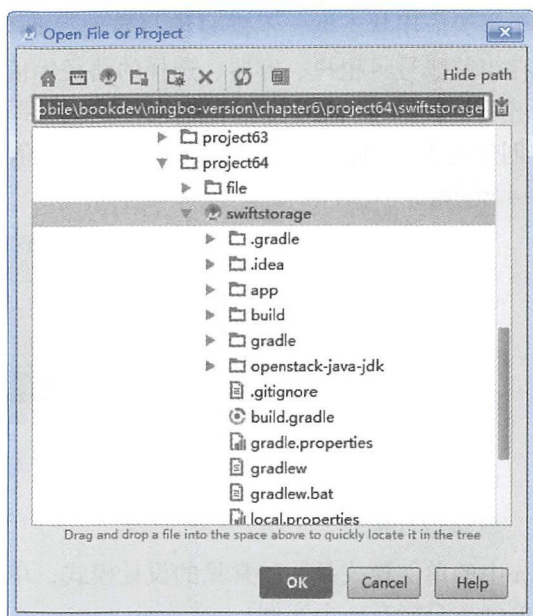 Open File or Project
Hide path
obile\bookdev\ningbo-version\chapter6\project64\swiftstorage
project63
project64
file
swiftstorage
.gradle
.idea
app
build
gradle
openstack-java-jdk
.gitignore
build.gradle
gradle.properties
gradlew
gradlew.bat
local.properties
Drag and drop a file into the space above to quickly locate it in the tree
OK
Cancel
Help